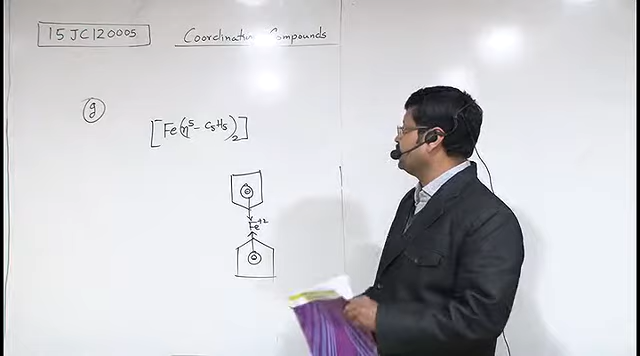 15JC120005
Coordination Compounds
g
[Fe(η⁵-C₅H₅)₂]
Fe⁺²